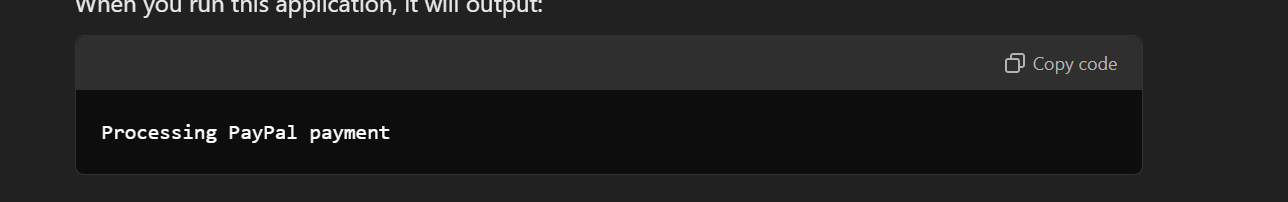 When you run this application, it will output:
Copy code
Processing PayPal payment